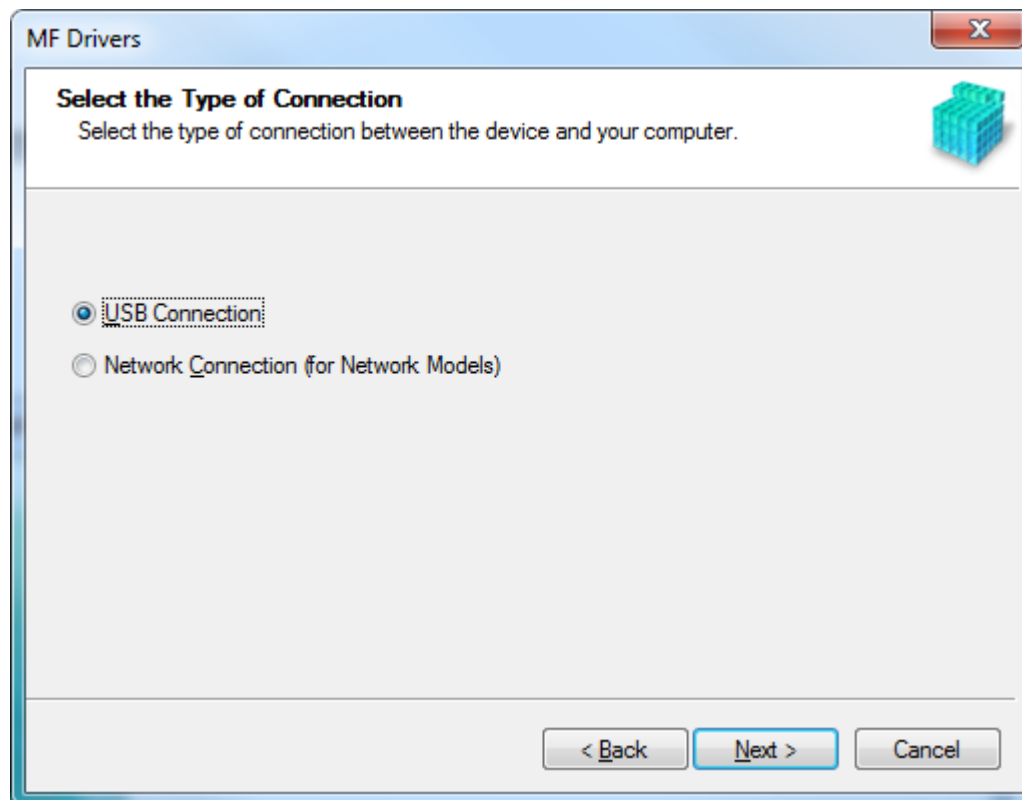 MF Drivers
Select the Type of Connection
Select the type of connection between the device and your computer.
USB Connection
Network Connection (for Network Models)
< Back Next > Cancel